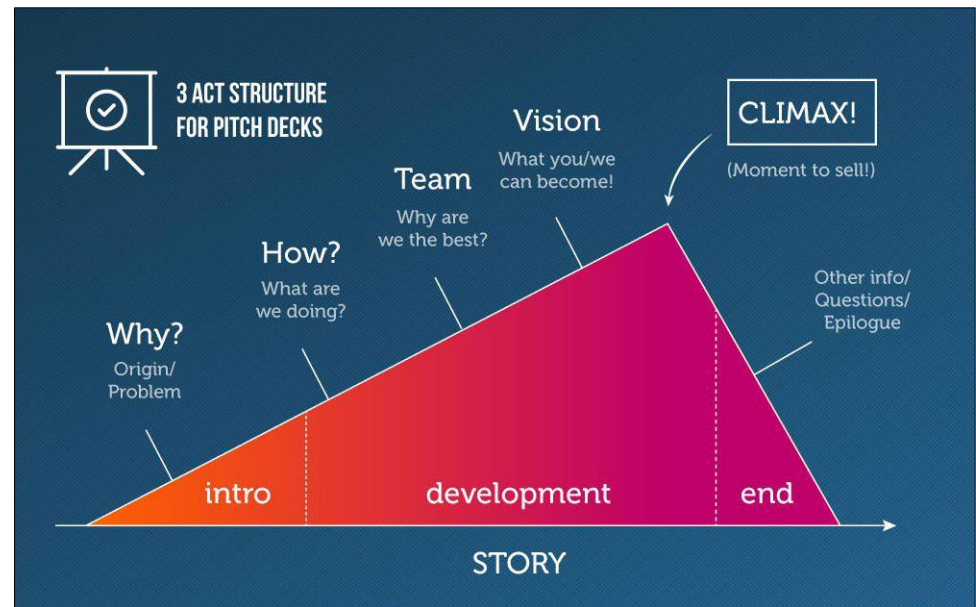 3 ACT STRUCTURE
FOR PITCH DECKS
Why?
Origin/
Problem
How?
What are
we doing?
Team
Why are
we the best?
Vision
What you/we
can become!
CLIMAX!
(Moment to sell!)
Other info/
Questions/
Epilogue
intro
development
end
STORY